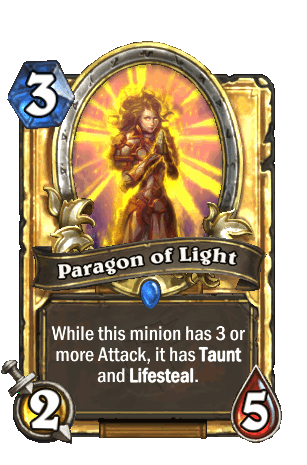 3
Paragon of Light
While this minion has 3 or
more Attack, it has Taunt
and Lifesteal.
2
5